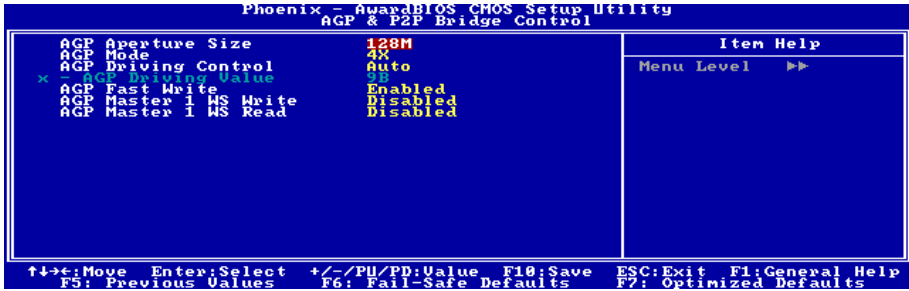 Phoenix - AwardBIOS CMOS Setup Utility
AGP & P2P Bridge Control
AGP Aperture Size 128M
Item Help
AGP Mode 4X
AGP Driving Control Auto
Menu Level ►►
x - AGP Driving Value 9B
AGP Fast Write Enabled
AGP Master 1 WS Write Disabled
AGP Master 1 WS Read Disabled
↑↓→←:Move Enter:Select +/-/PU/PD:Value F10:Save ESC:Exit F1:General Help
F5: Previous Values F6: Fail-Safe Defaults F7: Optimized Defaults